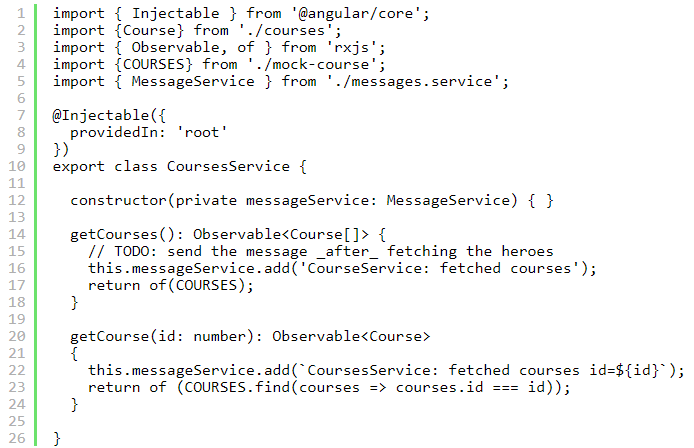 1 import { Injectable } from '@angular/core';
2 import {Course} from './courses';
3 import { Observable, of } from 'rxjs';
4 import {COURSES} from './mock-course';
5 import { MessageService } from './messages.service';
6
7 @Injectable({
8   providedIn: 'root'
9 })
10 export class CoursesService {
11
12   constructor(private messageService: MessageService) { }
13
14   getCourses(): Observable<Course[]> {
15     // TODO: send the message _after_ fetching the heroes
16     this.messageService.add('CourseService: fetched courses');
17     return of(COURSES);
18   }
19
20   getCourse(id: number): Observable<Course>
21   {
22     this.messageService.add(`CoursesService: fetched courses id=${id}`);
23     return of (COURSES.find(courses => courses.id === id));
24   }
25
26 }